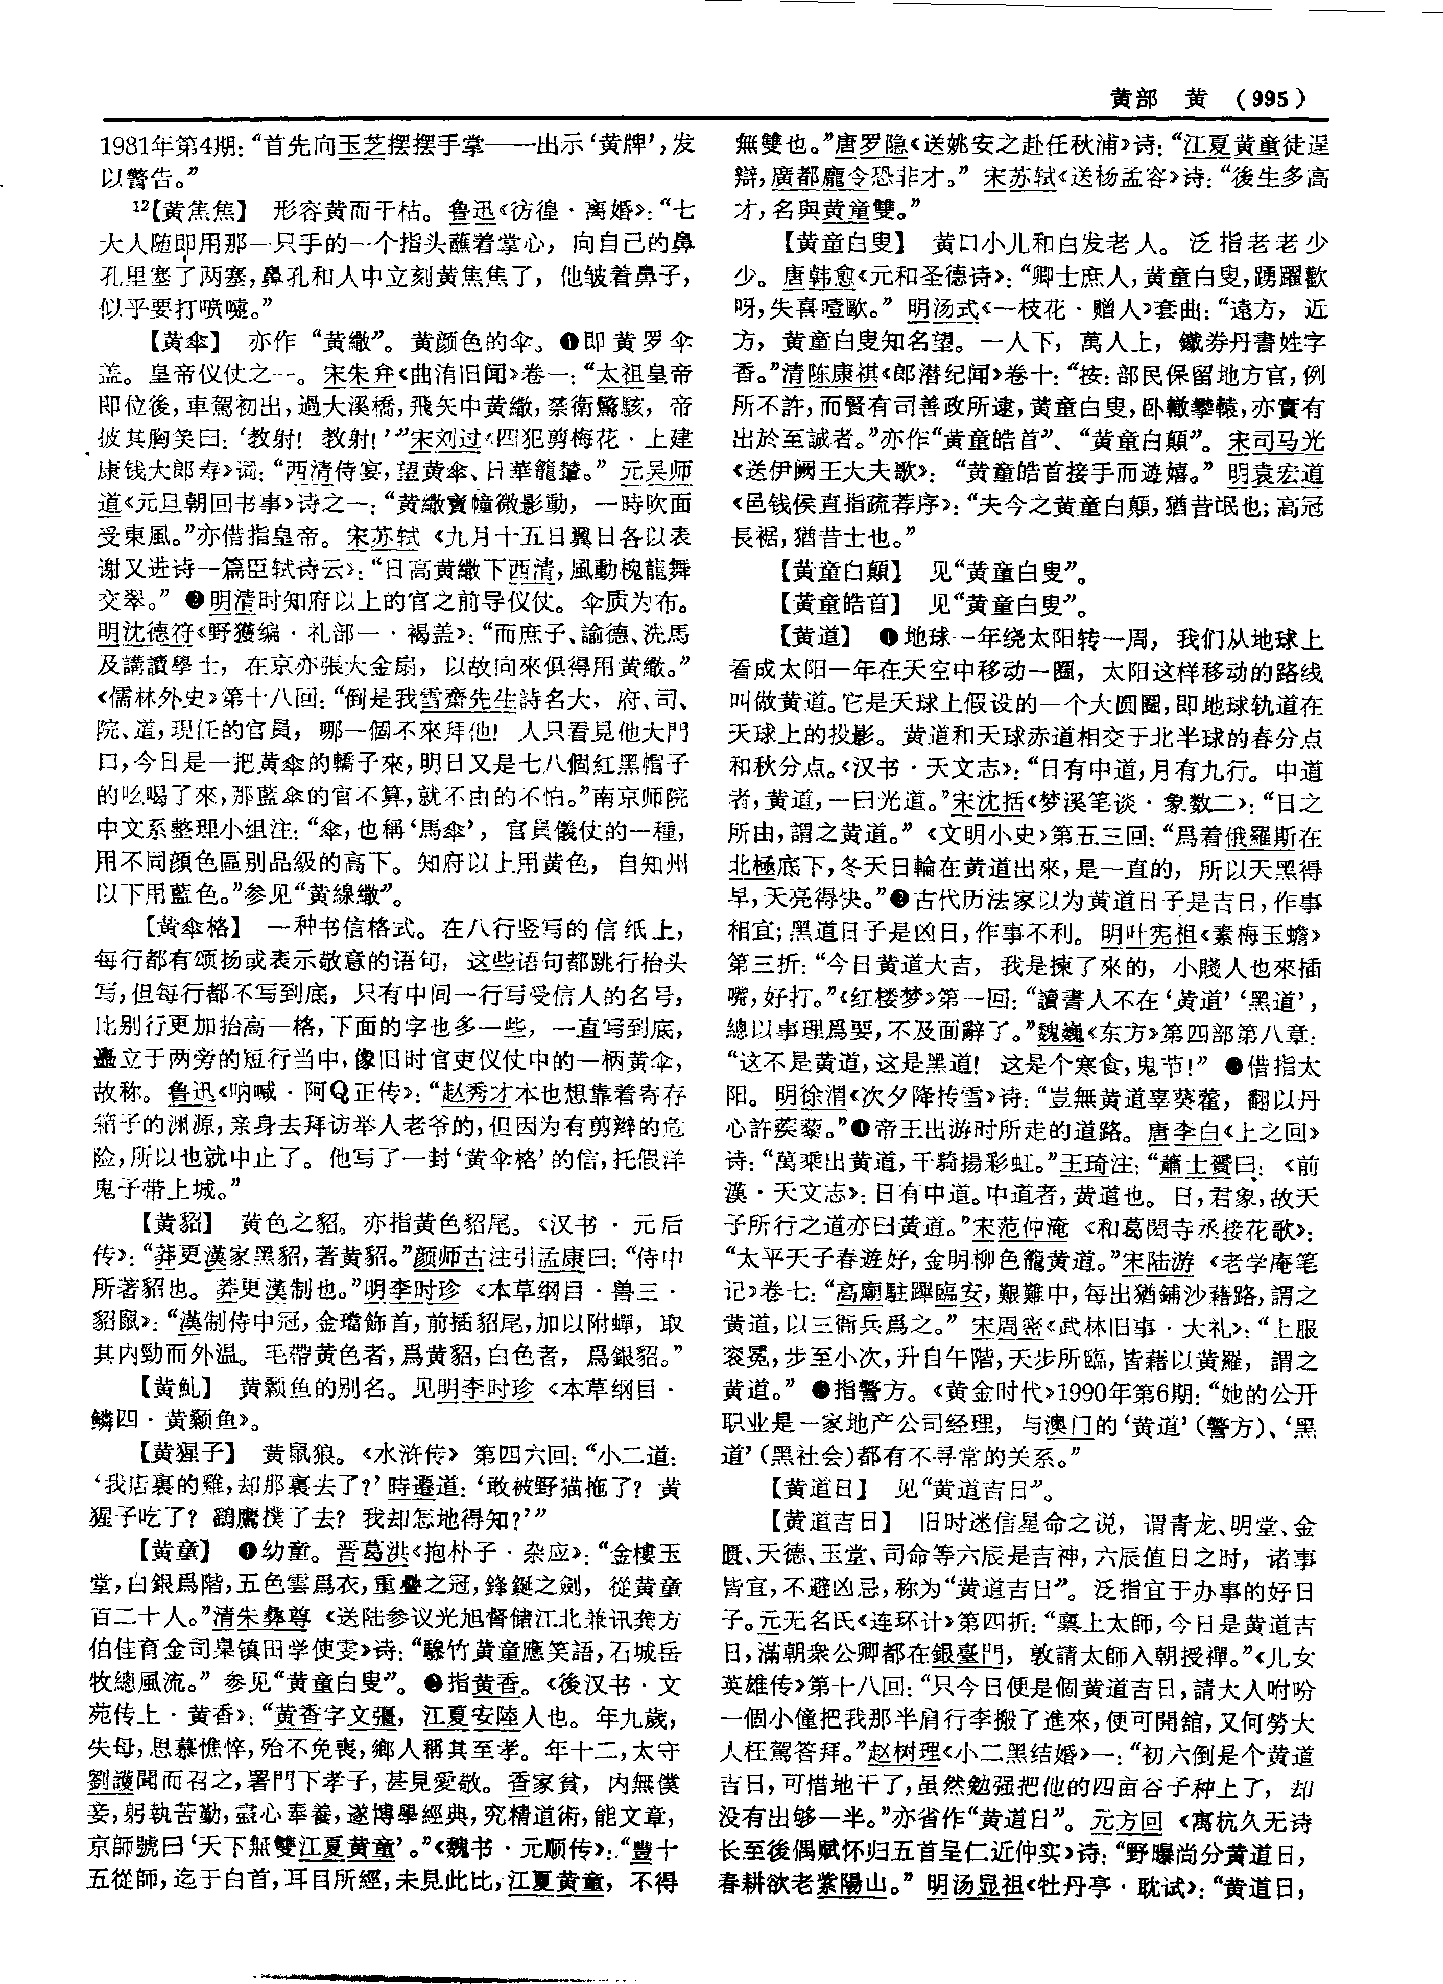 黄部　黄　（995）
1981年第4期：“首先向玉芝摆摆手掌——出示‘黄牌’，发
以警告。”
12【黄焦焦】　形容黄而干枯。鲁迅《彷徨·离婚》：“七
大人随即用那一只手的一个指头蘸着掌心，向自己的鼻
孔里塞了两塞，鼻孔和人中立刻黄焦焦了，他皱着鼻子，
似乎要打喷嚏。”
【黄伞】　亦作“黄繖”。黄颜色的伞。❶即黄罗伞
盖。皇帝仪仗之一。宋朱弁《曲洧旧闻》卷一：“太祖皇帝
即位後，車駕初出，過大溪橋，飛矢中黄繖，禁衛驚駭，帝
披其胸笑曰：‘教射！教射！’”宋刘过《四犯剪梅花·上建
康钱大郎寿》词：“西清侍宴，望黄傘、日華籠輦。”元吴师
道《元旦朝回书事》诗之一：“黄繖寳幢微影動，一時吹面
受東風。”亦借指皇帝。宋苏轼《九月十五日翼日各以表
谢又进诗一篇臣轼诗云》：“日高黄繖下西清，風動槐龍舞
交翠。”❷明清时知府以上的官之前导仪仗。伞质为布。
明沈德符《野獲编·礼部一·褐盖》：“而庶子、諭德、洗馬
及講讀學士，在京亦張大金扇，以故向來俱得用黄繖。”
《儒林外史》第十八回：“倒是我雪齋先生詩名大，府、司、
院、道，現任的官員，哪一個不來拜他！人只看見他大門
口，今日是一把黄傘的轎子來，明日又是七八個紅黑帽子
的吆喝了來，那藍傘的官不算，就不由的不怕。”南京师院
中文系整理小组注：“傘，也稱‘馬傘’，官員儀仗的一種，
用不同顔色區别品級的高下。知府以上用黄色，自知州
以下用藍色。”参见“黄線繖”。
【黄伞格】　一种书信格式。在八行竖写的信纸上，
每行都有颂扬或表示敬意的语句，这些语句都跳行抬头
写，但每行都不写到底，只有中间一行写受信人的名号，
比别行更加抬高一格，下面的字也多一些，一直写到底，
矗立于两旁的短行当中，像旧时官吏仪仗中的一柄黄伞，
故称。鲁迅《呐喊·阿Q正传》：“赵秀才本也想靠着寄存
箱子的渊源，亲身去拜访举人老爷的，但因为有剪辫的危
险，所以也就中止了。他写了一封‘黄伞格’的信，托假洋
鬼子带上城。”
【黄貂】　黄色之貂。亦指黄色貂尾。《汉书·元后
传》：“莽更漢家黑貂，著黄貂。”颜师古注引孟康曰：“侍中
所著貂也。莽更漢制也。”明李时珍《本草纲目·兽三·
貂鼠》：“漢制侍中冠，金璫飾首，前插貂尾，加以附蟬，取
其内勁而外温。毛帶黄色者，爲黄貂，白色者，爲銀貂。”
【黄鳦】　黄颡鱼的别名。见明李时珍《本草纲目·
鳞四·黄颡鱼》。
【黄猩子】　黄鼠狼。《水浒传》第四六回：“小二道：
‘我店裏的雞，却那裏去了？’時遷道：‘敢被野猫拖了？黄
猩子吃了？鷂鷹撲了去？我却怎地得知？’”
【黄童】　❶幼童。晋葛洪《抱朴子·杂应》：“金樓玉
堂，白銀爲階，五色雲爲衣，重疊之冠，鋒鋋之劍，從黄童
百二十人。”清朱彝尊《送陆参议光旭督储江北兼讯龚方
伯佳育金司臬镇田学使雯》诗：“騄竹黄童應笑語，石城岳
牧總風流。”参见“黄童白叟”。❷指黄香。《後汉书·文
苑传上·黄香》：“黄香字文彊，江夏安陸人也。年九歲，
失母，思慕憔悴，殆不免喪，鄉人稱其至孝。年十二，太守
劉護聞而召之，署門下孝子，甚見愛敬。香家貧，内無僕
妾，躬執苦勤，盡心奉養，遂博學經典，究精道術，能文章，
京師號曰‘天下無雙江夏黄童’。”《魏书·元顺传》：“豐十
五從師，迄于白首，耳目所經，未見此比，江夏黄童，不得
無雙也。”唐罗隐《送姚安之赴任秋浦》诗：“江夏黄童徒逞
辯，廣都龐令恐非才。”宋苏轼《送杨孟容》诗：“後生多高
才，名與黄童雙。”
【黄童白叟】　黄口小儿和白发老人。泛指老老少
少。唐韩愈《元和圣德诗》：“卿士庶人，黄童白叟，踴躍歡
呀，失喜噎歐。”明汤式《一枝花·赠人》套曲：“遠方，近
方，黄童白叟知名望。一人下，萬人上，鐵券丹書姓字
香。”清陈康祺《郎潜纪闻》卷十：“按：部民保留地方官，例
所不許，而賢有司善政所逮，黄童白叟，卧轍攀轅，亦實有
出於至誠者。”亦作“黄童皓首”、“黄童白顛”。宋司马光
《送伊阙王大夫歌》：“黄童皓首接手而遊嬉。”明袁宏道
《邑钱侯直指疏荐序》：“夫今之黄童白顛，猶昔氓也；高冠
長裾，猶昔士也。”
【黄童白顛】　见“黄童白叟”。
【黄童皓首】　见“黄童白叟”。
【黄道】　❶地球一年绕太阳转一周，我们从地球上
看成太阳一年在天空中移动一圈，太阳这样移动的路线
叫做黄道。它是天球上假设的一个大圆圈，即地球轨道在
天球上的投影。黄道和天球赤道相交于北半球的春分点
和秋分点。《汉书·天文志》：“日有中道，月有九行。中道
者，黄道，一曰光道。”宋沈括《梦溪笔谈·象数二》：“日之
所由，謂之黄道。”《文明小史》第五三回：“爲着俄羅斯在
北極底下，冬天日輪在黄道出來，是一直的，所以天黑得
早，天亮得快。”❷古代历法家以为黄道日子是吉日，作事
相宜；黑道日子是凶日，作事不利。明叶宪祖《素梅玉蟾》
第三折：“今日黄道大吉，我是揀了來的，小賤人也來插
嘴，好打。”《红楼梦》第一回：“讀書人不在‘黄道’‘黑道’，
總以事理爲要，不及面辭了。”魏巍《东方》第四部第八章：
“这不是黄道，这是黑道！这是个寒食，鬼节！”❸借指太
阳。明徐渭《次夕降抟雪》诗：“豈無黄道辜葵藿，翻以丹
心許蒺藜。”❹帝王出游时所走的道路。唐李白《上之回》
诗：“萬乘出黄道，千騎揚彩虹。”王琦注：“蕭士贇曰：《前
漢·天文志》：日有中道。中道者，黄道也。日，君象，故天
子所行之道亦曰黄道。”宋范仲淹《和葛闳寺丞接花歌》：
“太平天子春遊好，金明柳色籠黄道。”宋陆游《老学庵笔
记》卷七：“高廟駐蹕臨安，艱難中，每出猶鋪沙藉路，謂之
黄道，以三衙兵爲之。”宋周密《武林旧事·大礼》：“上服
衮冕，步至小次，升自午階，天步所臨，皆藉以黄羅，謂之
黄道。”❺指警方。《黄金时代》1990年第6期：“她的公开
职业是一家地产公司经理，与澳门的‘黄道’（警方）、‘黑
道’（黑社会）都有不寻常的关系。”
【黄道日】　见“黄道吉日”。
【黄道吉日】　旧时迷信星命之说，谓青龙、明堂、金
匮、天德、玉堂、司命等六辰是吉神，六辰值日之时，诸事
皆宜，不避凶忌，称为“黄道吉日”。泛指宜于办事的好日
子。元无名氏《连环计》第四折：“稟上太師，今日是黄道吉
日，滿朝衆公卿都在銀臺門，敦請太師入朝授禪。”《儿女
英雄传》第十八回：“只今日便是個黄道吉日，請大人吩咐
一個小僮把我那半肩行李搬了進來，便可開舘，又何勞大
人枉駕答拜。”赵树理《小二黑结婚》一：“初六倒是个黄道
吉日，可惜地干了，虽然勉强把他的四亩谷子种上了，却
没有出够一半。”亦省作“黄道日”。元方回《寓杭久无诗
长至後偶赋怀归五首呈仁近仲实》诗：“野曝尚分黄道日，
春耕欲老紫陽山。”明汤显祖《牡丹亭·耽试》：“黄道日，